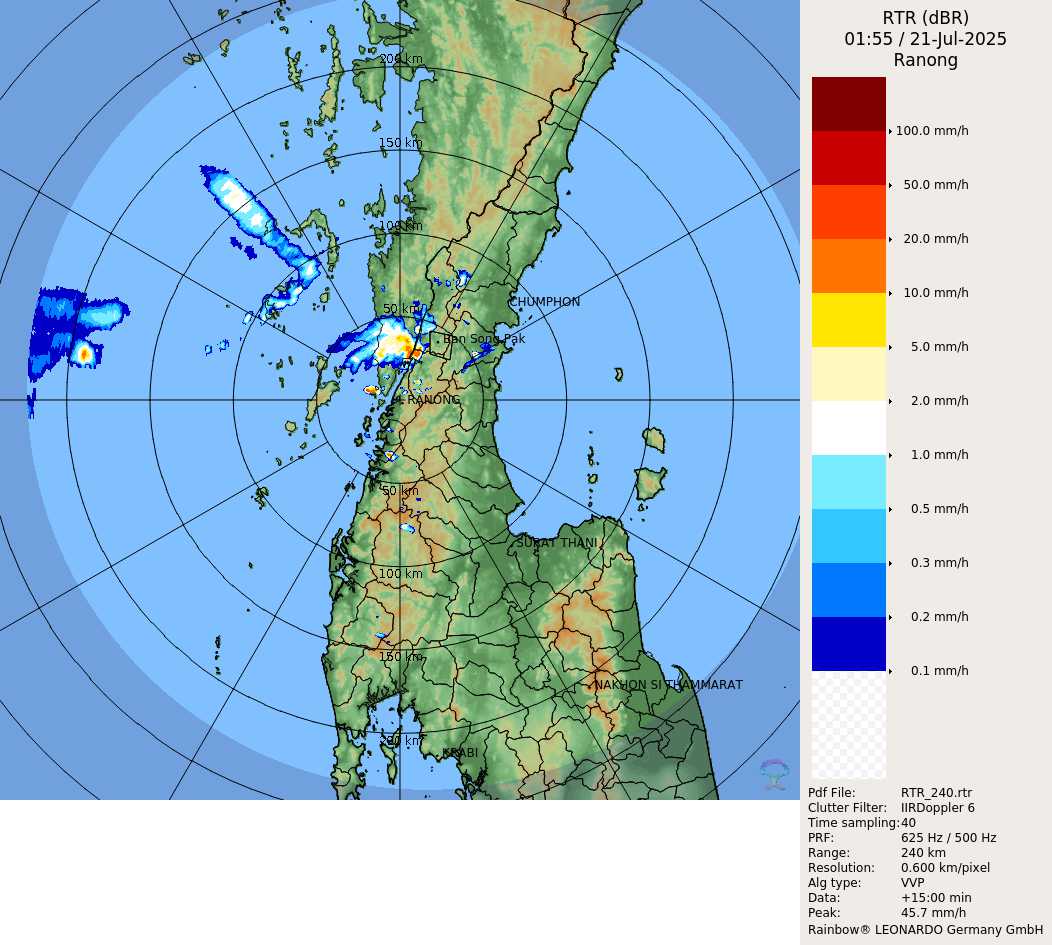 RTR (dBR)
01:55 / 21-Jul-2025
Ranong
200 km
150 km
100 km
50 km
CHUMPHON
Ban Song Pak
RANONG
50 km
SURAT THANI
100 km
150 km
NAKHON SI THAMMARAT
200 km
KRABI
100.0 mm/h
50.0 mm/h
20.0 mm/h
10.0 mm/h
5.0 mm/h
2.0 mm/h
1.0 mm/h
0.5 mm/h
0.3 mm/h
0.2 mm/h
0.1 mm/h
Pdf File: RTR_240.rtr
Clutter Filter: IIRDoppler 6
Time sampling: 40
PRF: 625 Hz / 500 Hz
Range: 240 km
Resolution: 0.600 km/pixel
Alg type: VVP
Data: +15:00 min
Peak: 45.7 mm/h
Rainbow® LEONARDO Germany GmbH